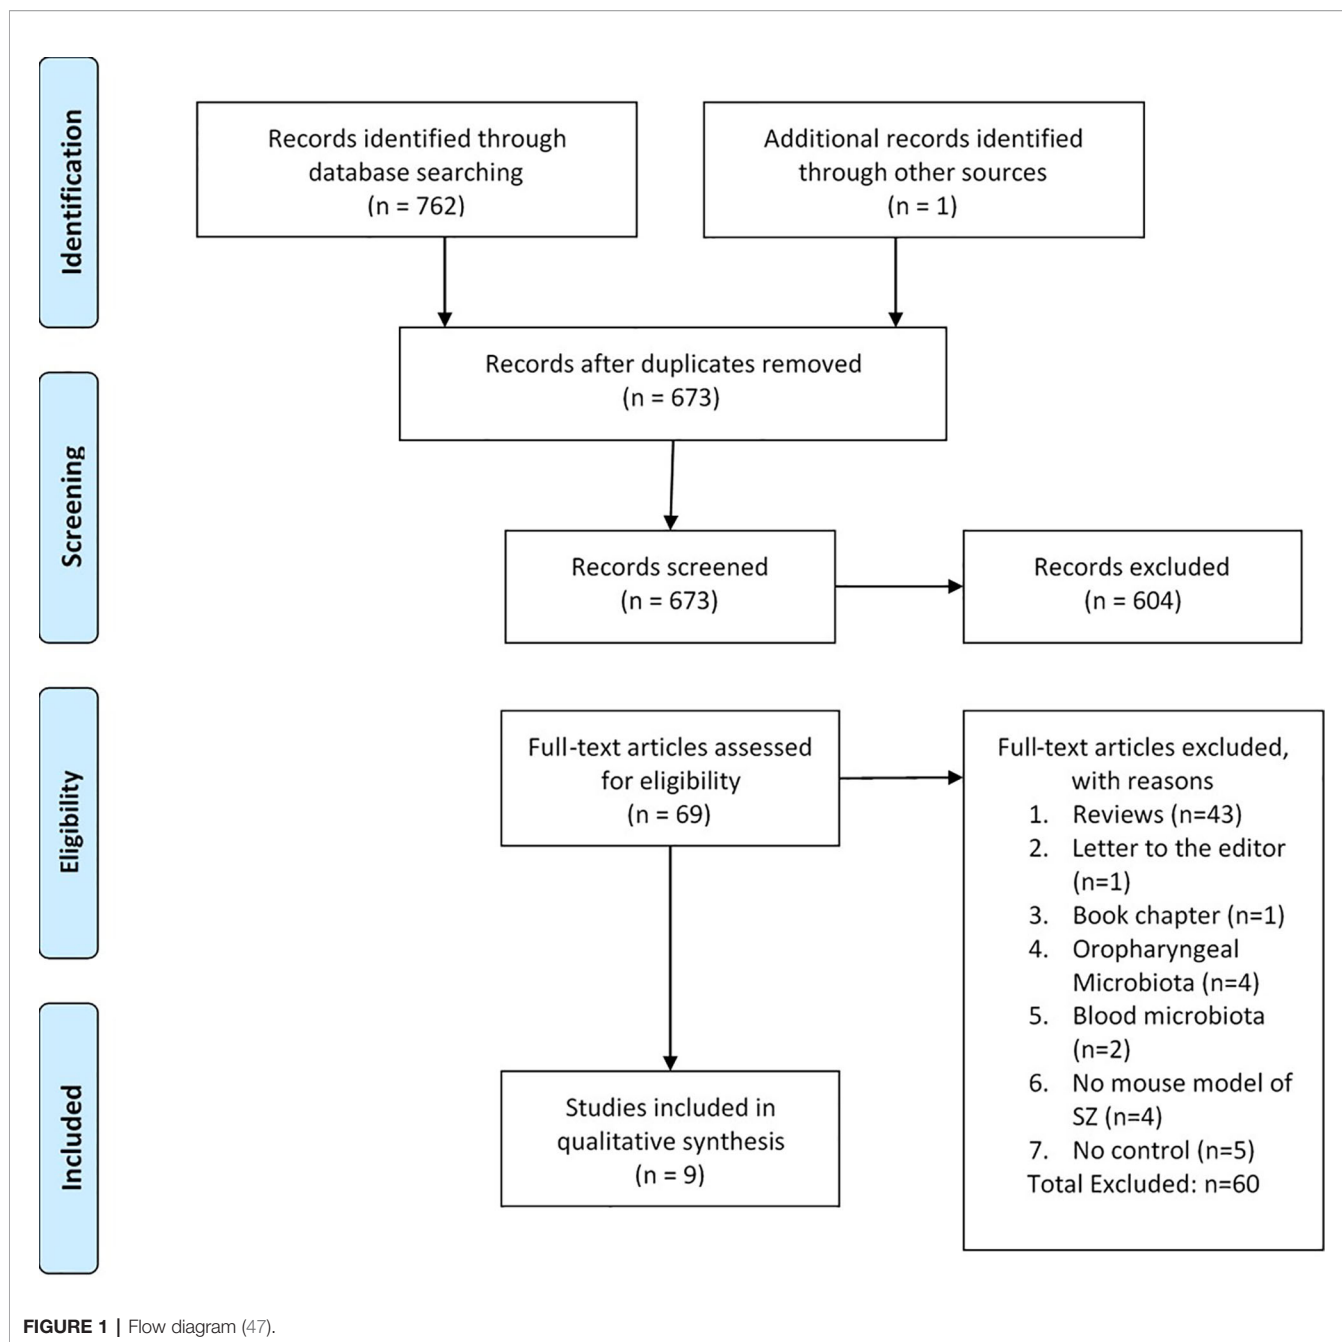 Identification
Records identified through
database searching
(n = 762)
Additional records identified
through other sources
(n = 1)
Records after duplicates removed
(n = 673)
Screening
Records screened
(n = 673)
Records excluded
(n = 604)
Eligibility
Full-text articles assessed
for eligibility
(n = 69)
Full-text articles excluded,
with reasons
1. Reviews (n=43)
2. Letter to the editor
(n=1)
3. Book chapter (n=1)
4. Oropharyngeal
Microbiota (n=4)
5. Blood microbiota
(n=2)
6. No mouse model of
SZ (n=4)
7. No control (n=5)
Total Excluded: n=60
Included
Studies included in
qualitative synthesis
(n = 9)
FIGURE 1 | Flow diagram (47).